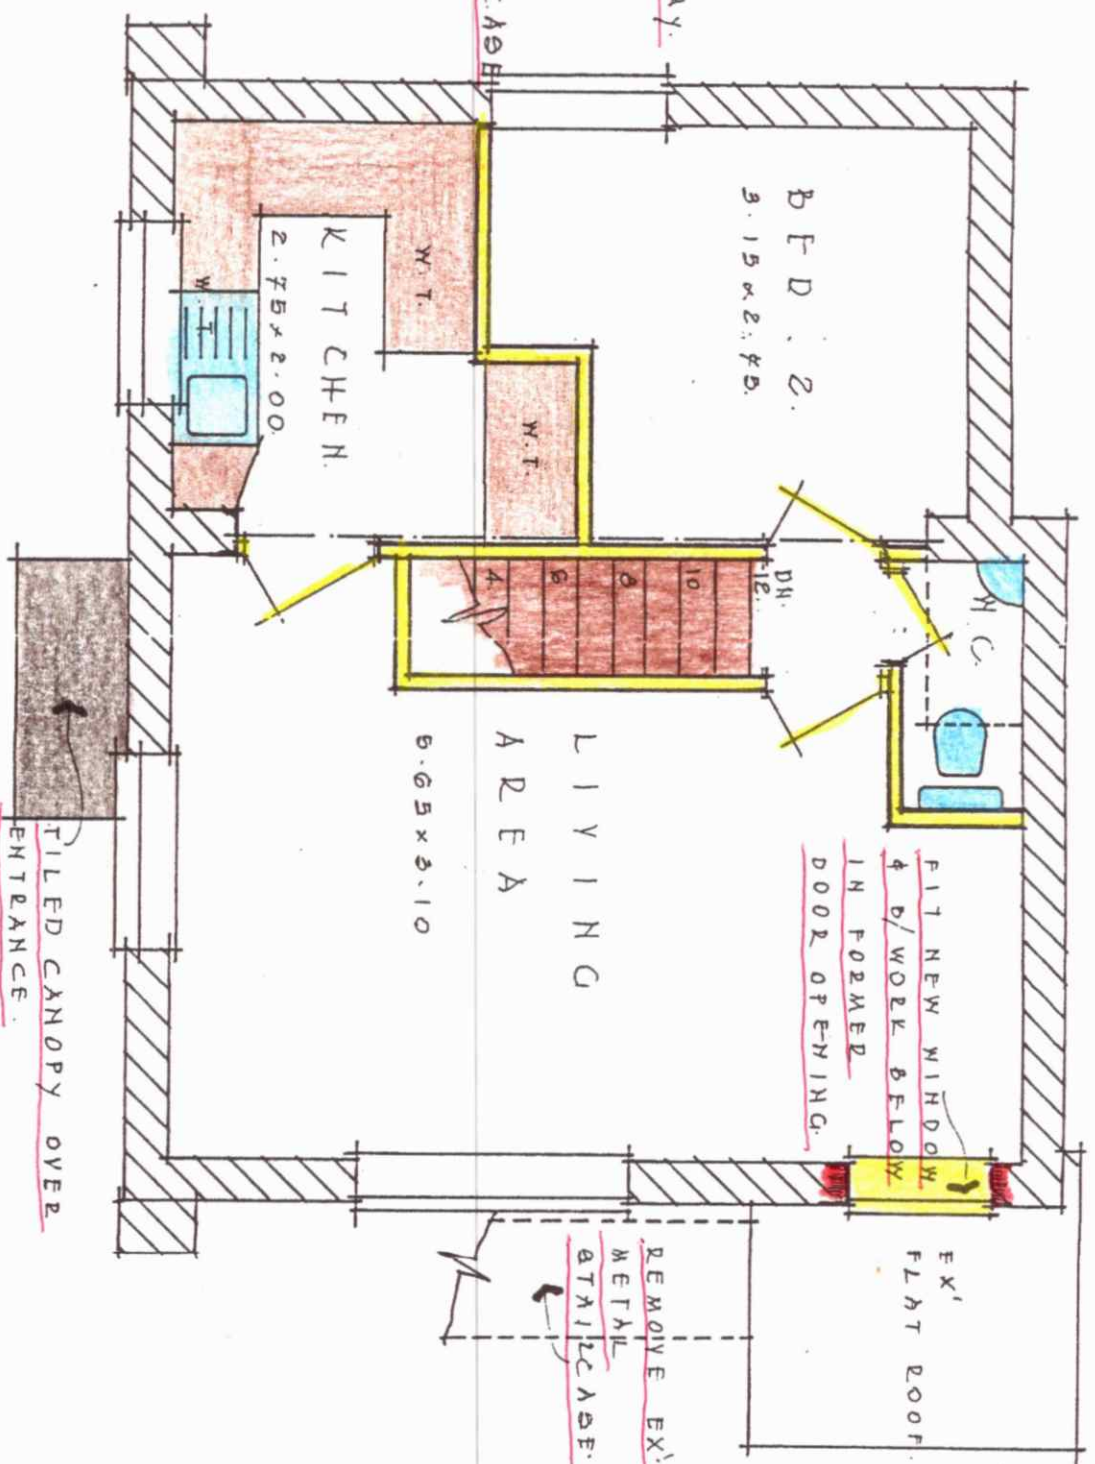 BED. 2.
3.15 x 2.75.
KITCHEN.
2.75 x 2.00.
W.T.
W.T.
W.T.
4
6
8
10
12
DN.
W.C.
LIVING
AREA
5.65 x 3.10
FIT NEW WINDOW
& B/WORK BELOW
IN FORMER
DOOR OPENING.
EX'
FLAT ROOF
REMOVE EX'
METAL
STAIRCASE.
TILED CANOPY OVER
ENTRANCE.